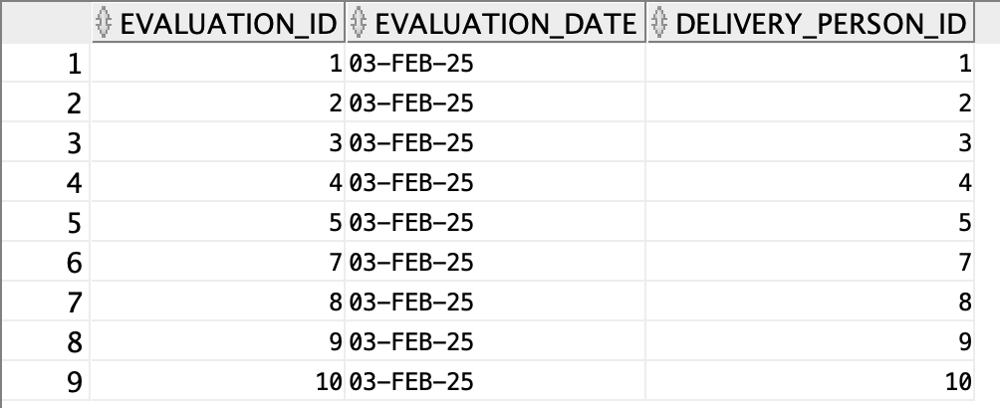 EVALUATION_ID EVALUATION_DATE DELIVERY_PERSON_ID
1 1 03-FEB-25 1
2 2 03-FEB-25 2
3 3 03-FEB-25 3
4 4 03-FEB-25 4
5 5 03-FEB-25 5
6 7 03-FEB-25 7
7 8 03-FEB-25 8
8 9 03-FEB-25 9
9 10 03-FEB-25 10